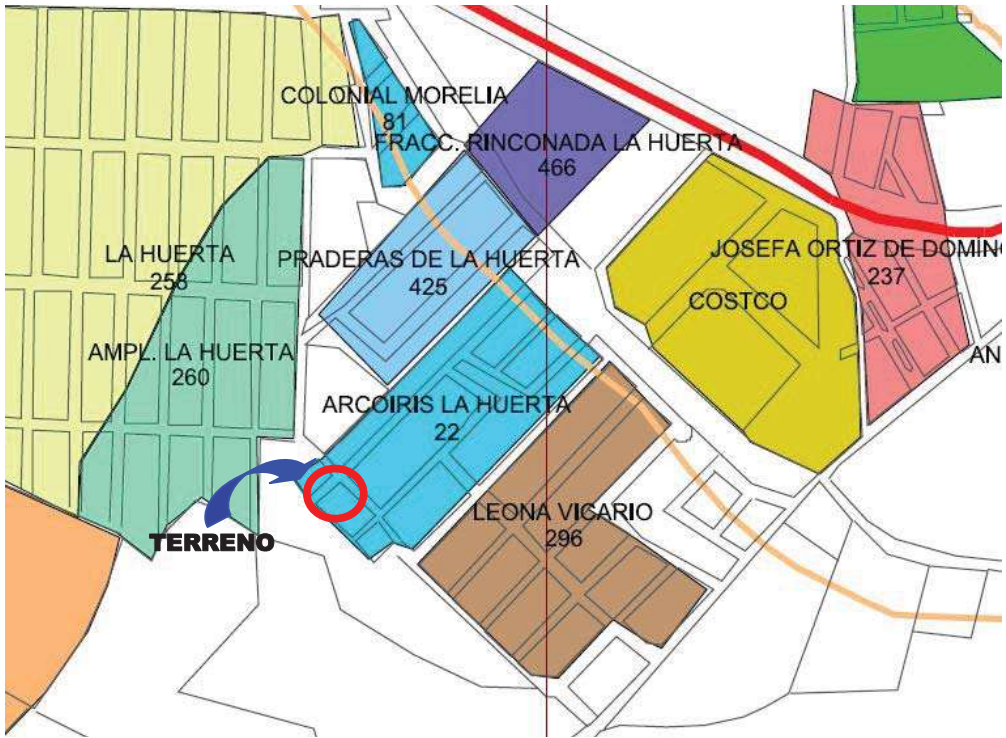 COLONIAL MORELIA
81
FRACC. RINCONADA LA HUERTA
466
LA HUERTA
258
PRADERAS DE LA HUERTA
425
JOSEFA ORTIZ DE DOMING
237
COSTCO
AMPL. LA HUERTA
260
AN
ARCOIRIS LA HUERTA
22
LEONA VICARIO
296
TERRENO